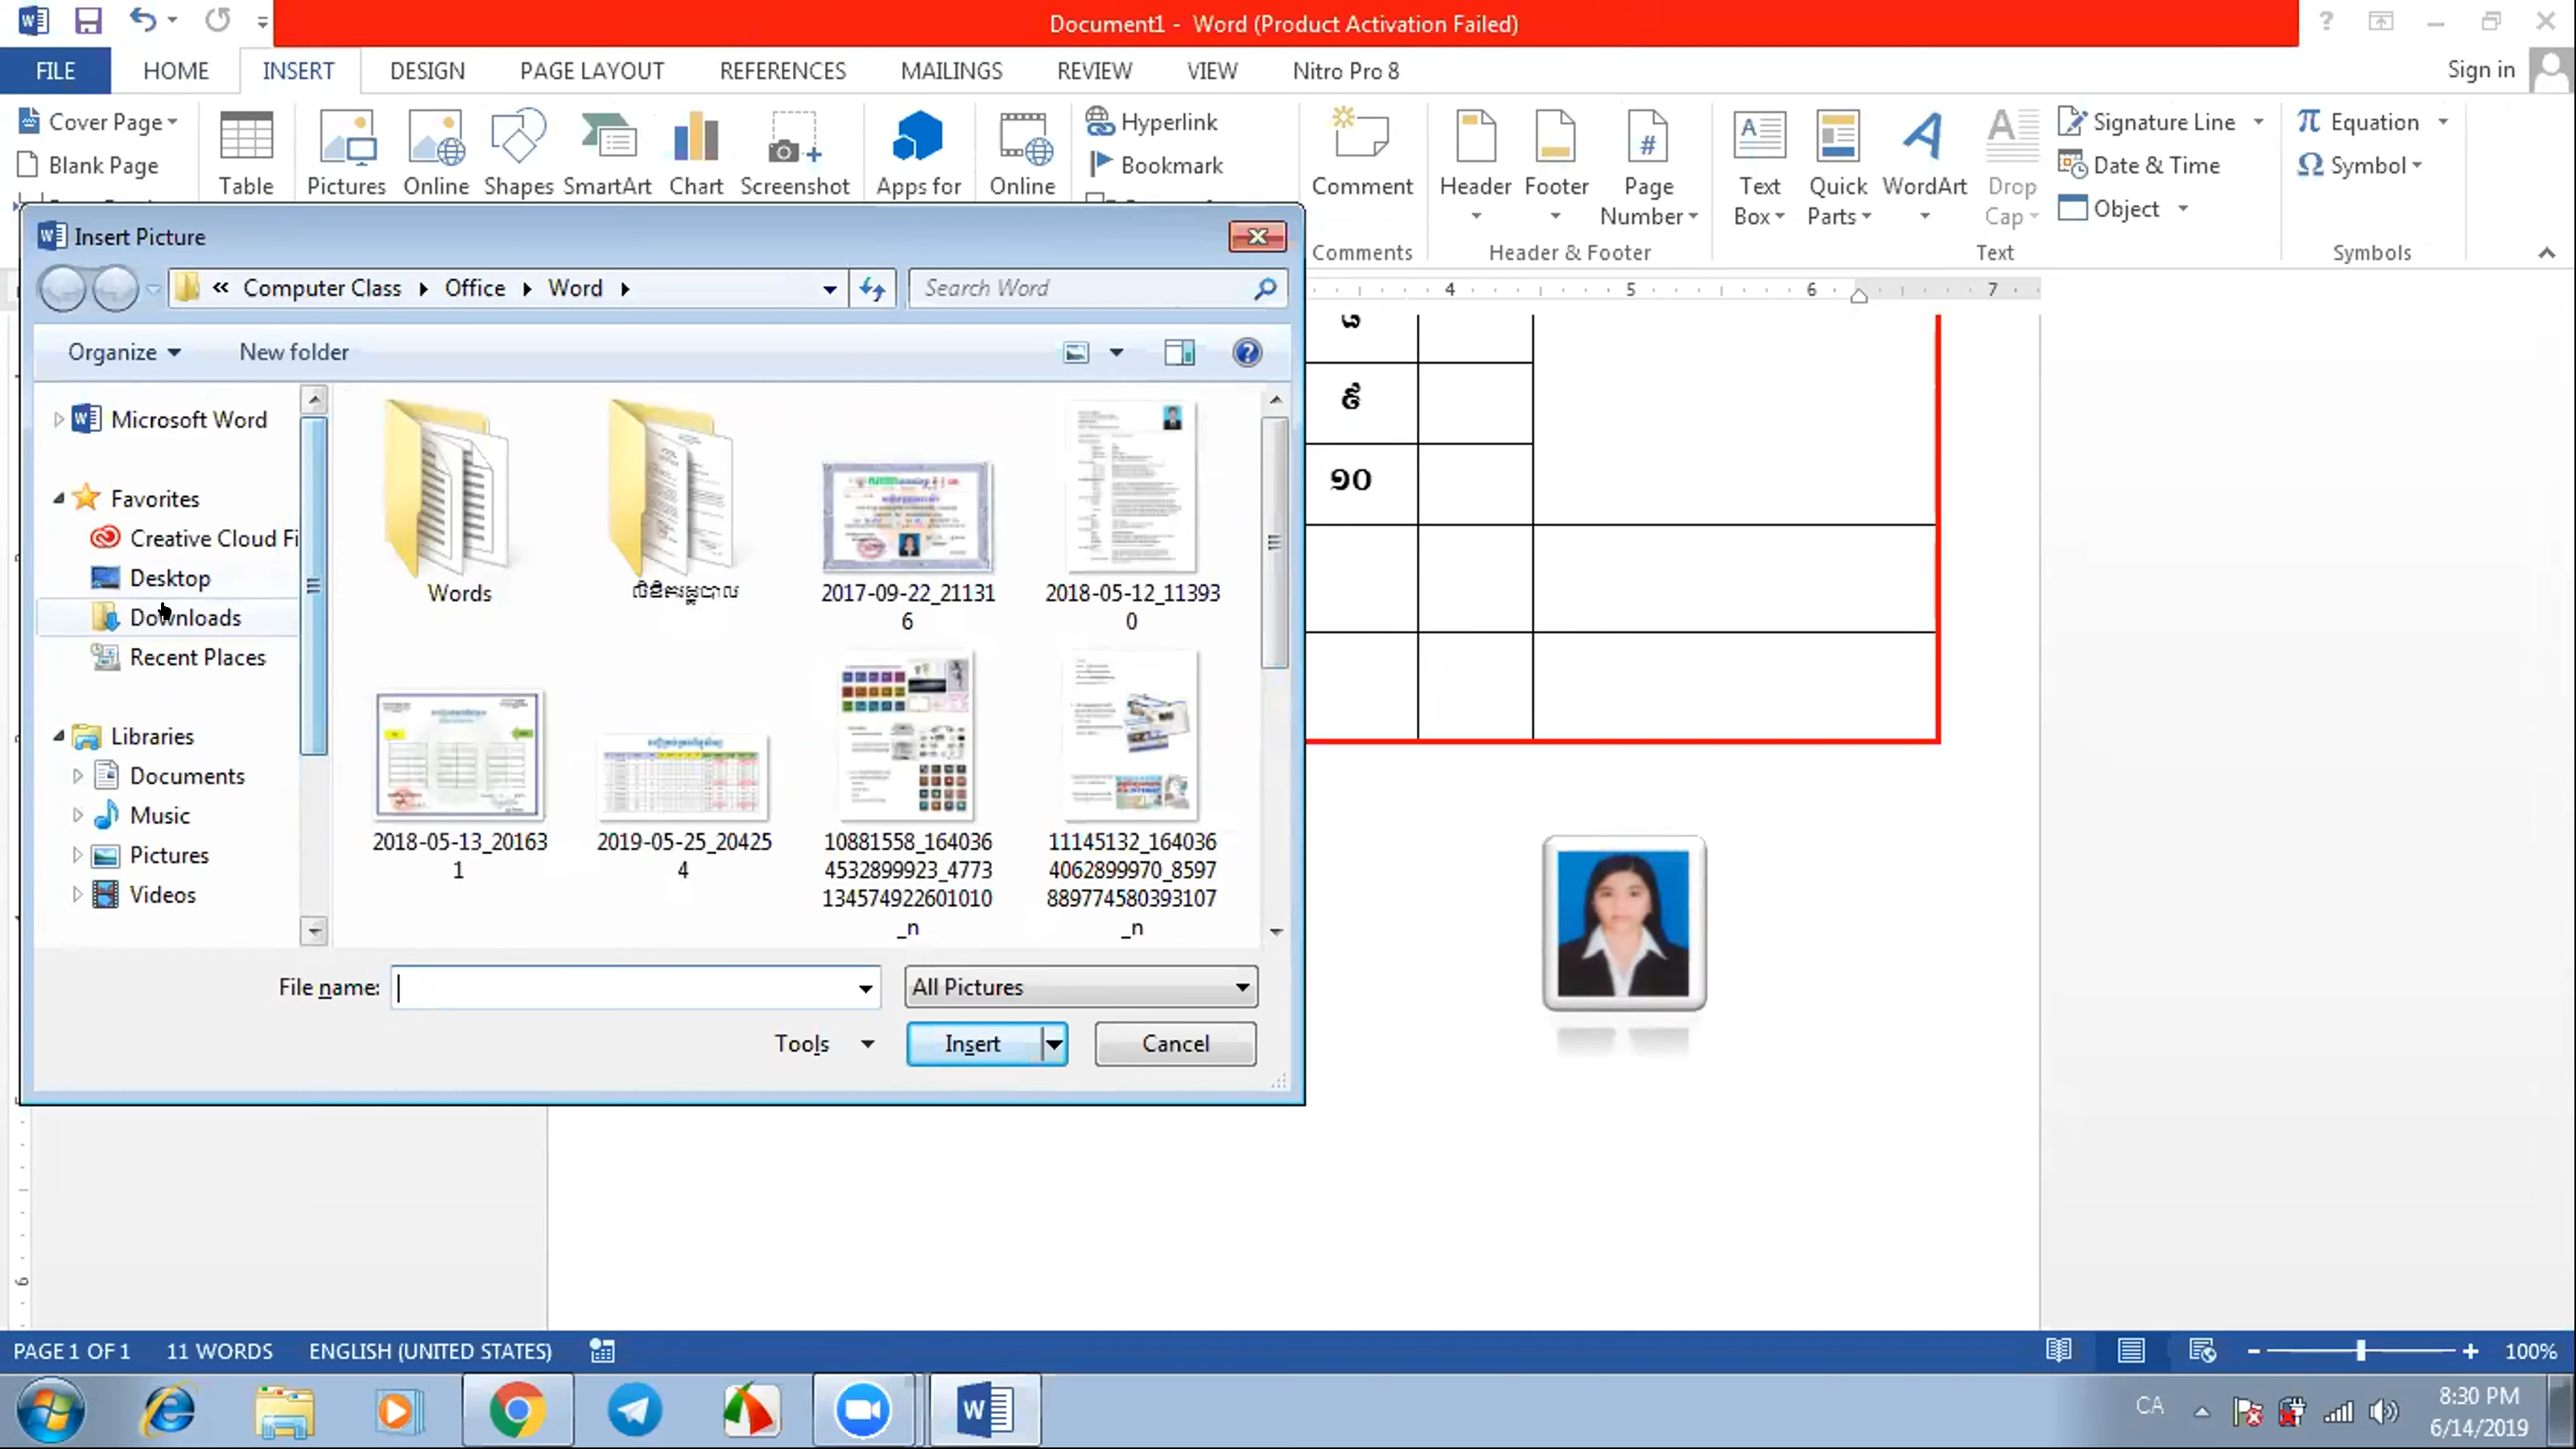 Document1 - Word (Product Activation Failed)
FILE HOME INSERT DESIGN PAGE LAYOUT REFERENCES MAILINGS REVIEW VIEW Nitro Pro 8 Sign in
Cover Page
Blank Page
Table
Pictures
Online
Shapes
SmartArt
Chart
Screenshot
Apps for
Online
Hyperlink
Bookmark
Comment
Header
Footer
Page
Number
Text
Box
Quick
Parts
WordArt
Drop
Cap
Signature Line
Date & Time
Object
Equation
Symbol
Comments
Header & Footer
Text
Symbols
Insert Picture
« Computer Class Office Word
Search Word
Organize New folder
Microsoft Word
Favorites
Creative Cloud Fi
Desktop
Downloads
Recent Places
Libraries
Documents
Music
Pictures
Videos
Words
2017-09-22_21131
6
2018-05-12_11393
0
2018-05-13_20163
1
2019-05-25_20425
4
10881558_164036
4532899923_4773
134574922601010
_n
11145132_164036
4062899970_8597
889774580393107
_n
File name:
All Pictures
Tools Insert Cancel
4 5 6 7
៩
១០
PAGE 1 OF 1 11 WORDS ENGLISH (UNITED STATES) 100%
CA
8:30 PM
6/14/2019